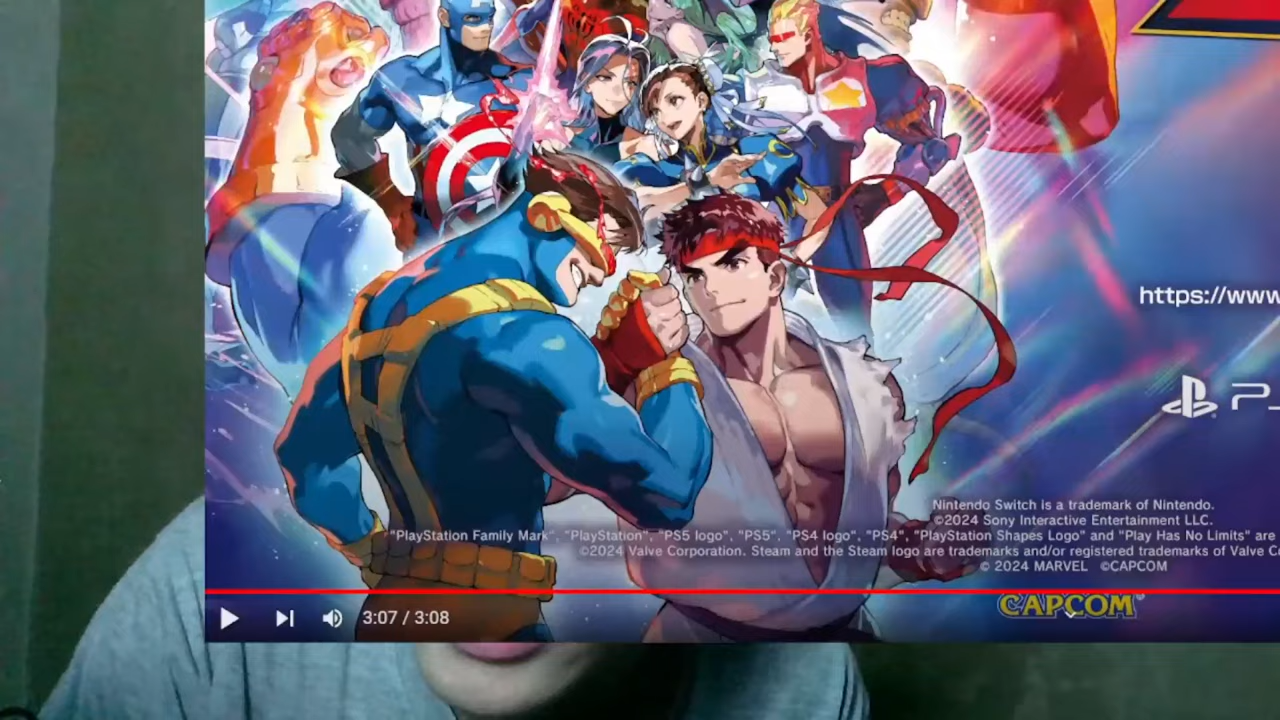 https://www
PS
Nintendo Switch is a trademark of Nintendo.
©2024 Sony Interactive Entertainment LLC.
"PlayStation Family Mark", "PlayStation", "PS5 logo", "PS5", "PS4 logo", "PS4", "PlayStation Shapes Logo" and "Play Has No Limits" are
©2024 Valve Corporation. Steam and the Steam logo are trademarks and/or registered trademarks of Valve C
© 2024 MARVEL ©CAPCOM
CAPCOM
3:07 / 3:08